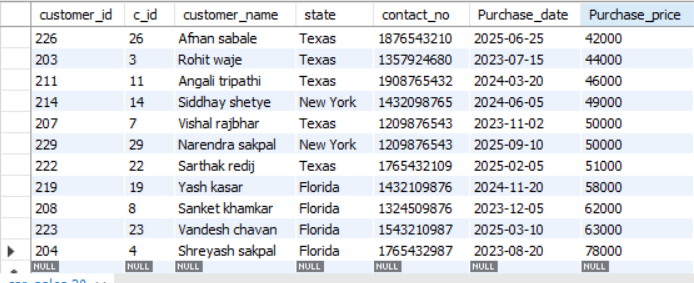 customer_id c_id customer_name state contact_no Purchase_date Purchase_price
226 26 Afnan sabale Texas 1876543210 2025-06-25 42000
203 3 Rohit waje Texas 1357924680 2023-07-15 44000
211 11 Angali tripathi Texas 1908765432 2024-03-20 46000
214 14 Siddhay shetye New York 1432098765 2024-06-05 49000
207 7 Vishal rajbhar Texas 1209876543 2023-11-02 50000
229 29 Narendra sakpal New York 1209876543 2025-09-10 50000
222 22 Sarthak redij Texas 1765432109 2025-02-05 51000
219 19 Yash kasar Florida 1432109876 2024-11-20 58000
208 8 Sanket khamkar Florida 1324509876 2023-12-05 62000
223 23 Vandesh chavan Florida 1543210987 2025-03-10 63000
204 4 Shreyash sakpal Florida 1765432987 2023-08-20 78000
NULL NULL NULL NULL NULL NULL NULL